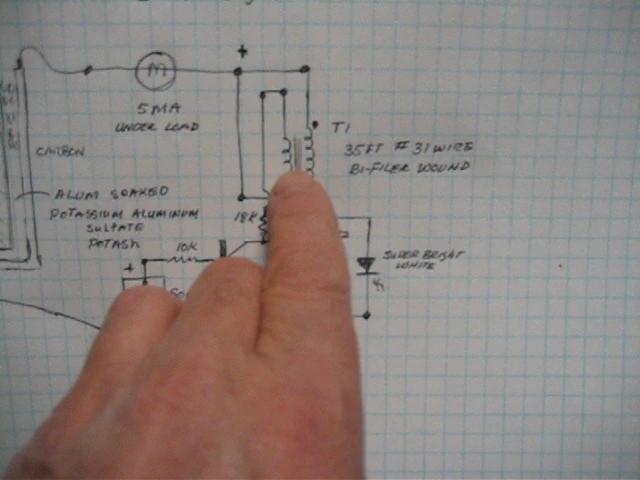 +
M
5MA
UNDER LOAD
T1
35FT # 31 WIRE
BI-FILER WOUND
CARBON
ALUM SOAKED
POTASSIUM ALUMINUM
SULFATE
POTASH
18K
10K
+
SUPER BRIGHT
WHITE